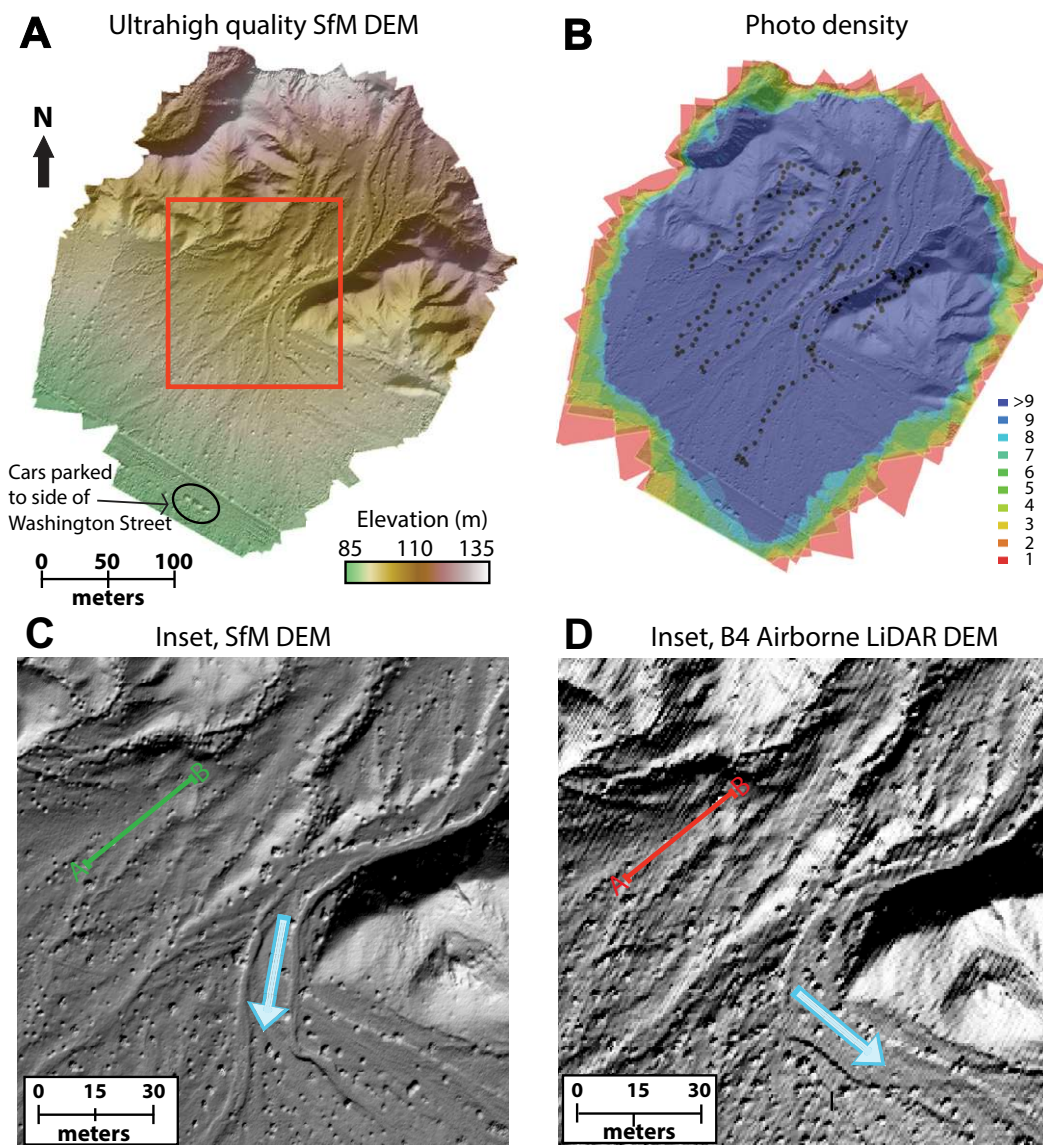 A
Ultrahigh quality SfM DEM
N
Cars parked
to side of
Washington Street
0 50 100
meters
Elevation (m)
85 110 135
B
Photo density
>9
9
8
7
6
5
4
3
2
1
C
Inset, SfM DEM
B
A
0 15 30
meters
D
Inset, B4 Airborne LiDAR DEM
B
A
0 15 30
meters